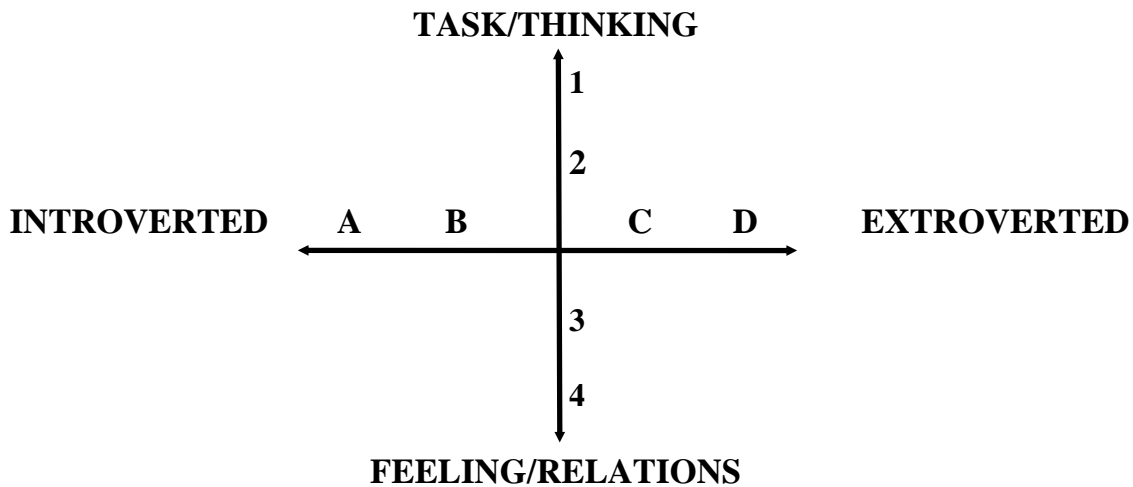 TASK/THINKING
1
2
INTROVERTED A B C D EXTROVERTED
3
4
FEELING/RELATIONS